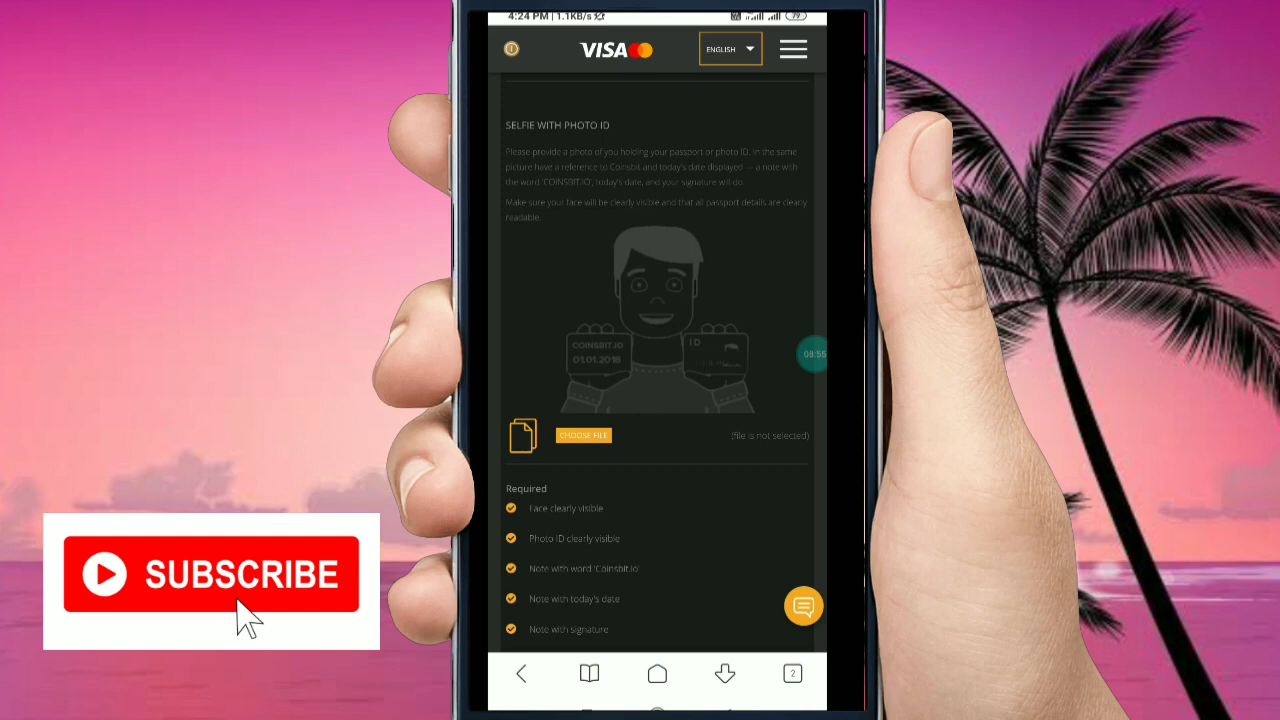 4:24 PM | 1.1KB/s
79
VISA
ENGLISH
SELFIE WITH PHOTO ID
Please provide a photo of you holding your passport or photo ID. In the same
picture have a reference to Coinsbit and today's date displayed — a note with
the word 'COINSBIT.IO', today's date, and your signature will do.
Make sure your face will be clearly visible and that all passport details are clearly
readable.
COINSBIT.IO
01.01.2018
ID
08:55
CHOOSE FILE
(file is not selected)
Required
Face clearly visible
Photo ID clearly visible
Note with word 'Coinsbit.io'
Note with today's date
Note with signature
2
SUBSCRIBE